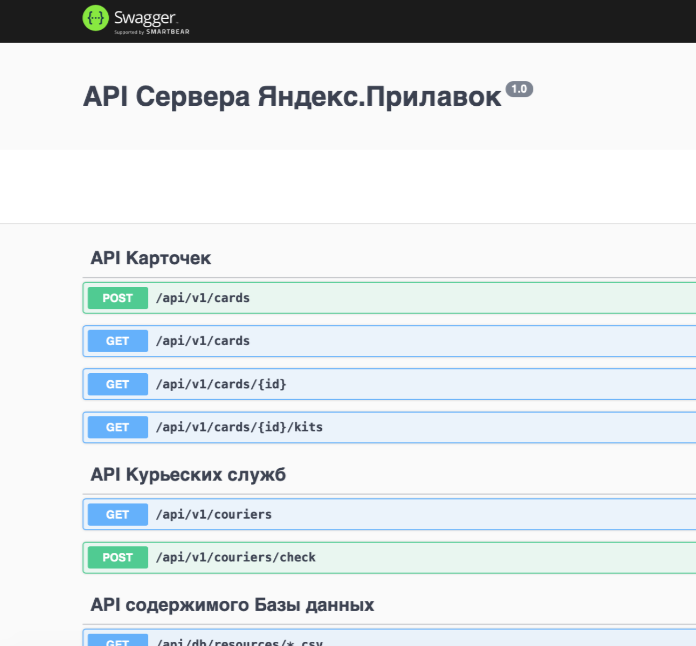 {··} Swagger.
Supported by SMARTBEAR
API Сервера Яндекс.Прилавок 1.0
API Карточек
POST /api/v1/cards
GET /api/v1/cards
GET /api/v1/cards/{id}
GET /api/v1/cards/{id}/kits
API Курьеских служб
GET /api/v1/couriers
POST /api/v1/couriers/check
API содержимого Базы данных
GET /api/db/resources/*.csv